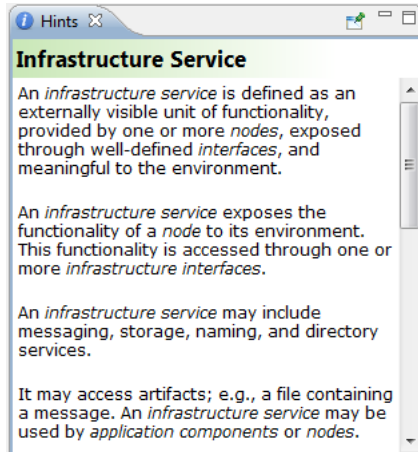 Hints
Infrastructure Service
An infrastructure service is defined as an
externally visible unit of functionality,
provided by one or more nodes, exposed
through well-defined interfaces, and
meaningful to the environment.
An infrastructure service exposes the
functionality of a node to its environment.
This functionality is accessed through one or
more infrastructure interfaces.
An infrastructure service may include
messaging, storage, naming, and directory
services.
It may access artifacts; e.g., a file containing
a message. An infrastructure service may be
used by application components or nodes.